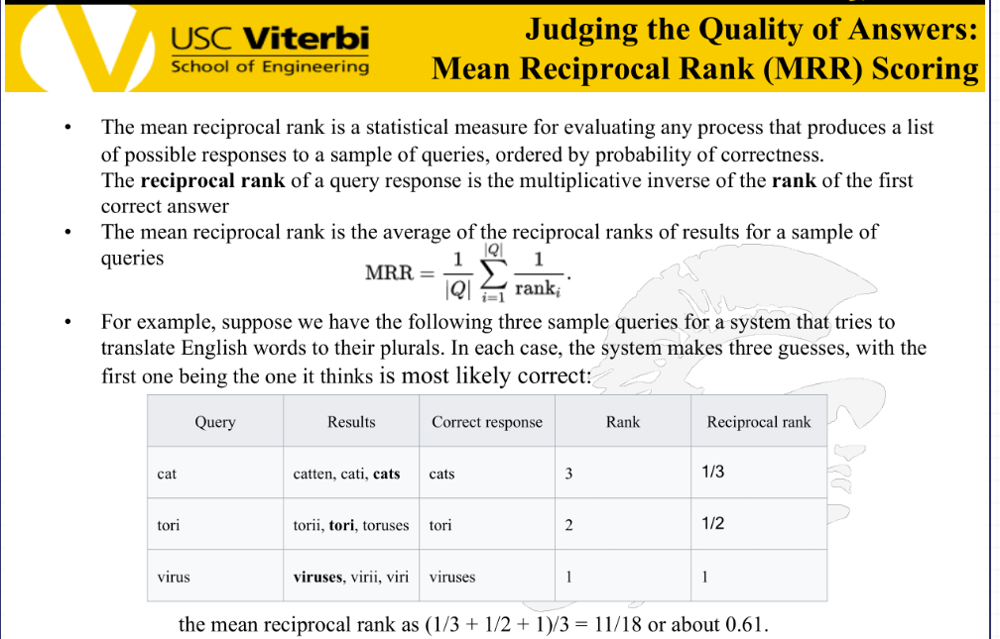 USC Viterbi
School of Engineering
Judging the Quality of Answers:
Mean Reciprocal Rank (MRR) Scoring
• The mean reciprocal rank is a statistical measure for evaluating any process that produces a list
of possible responses to a sample of queries, ordered by probability of correctness.
The reciprocal rank of a query response is the multiplicative inverse of the rank of the first
correct answer
• The mean reciprocal rank is the average of the reciprocal ranks of results for a sample of
queries
MRR = 1/|Q| ∑_{i=1}^{|Q|} 1/rank_i.
• For example, suppose we have the following three sample queries for a system that tries to
translate English words to their plurals. In each case, the system makes three guesses, with the
first one being the one it thinks is most likely correct:
Query Results Correct response Rank Reciprocal rank
cat catten, cati, cats cats 3 1/3
tori torii, tori, toruses tori 2 1/2
virus viruses, virii, viri viruses 1 1
the mean reciprocal rank as (1/3 + 1/2 + 1)/3 = 11/18 or about 0.61.